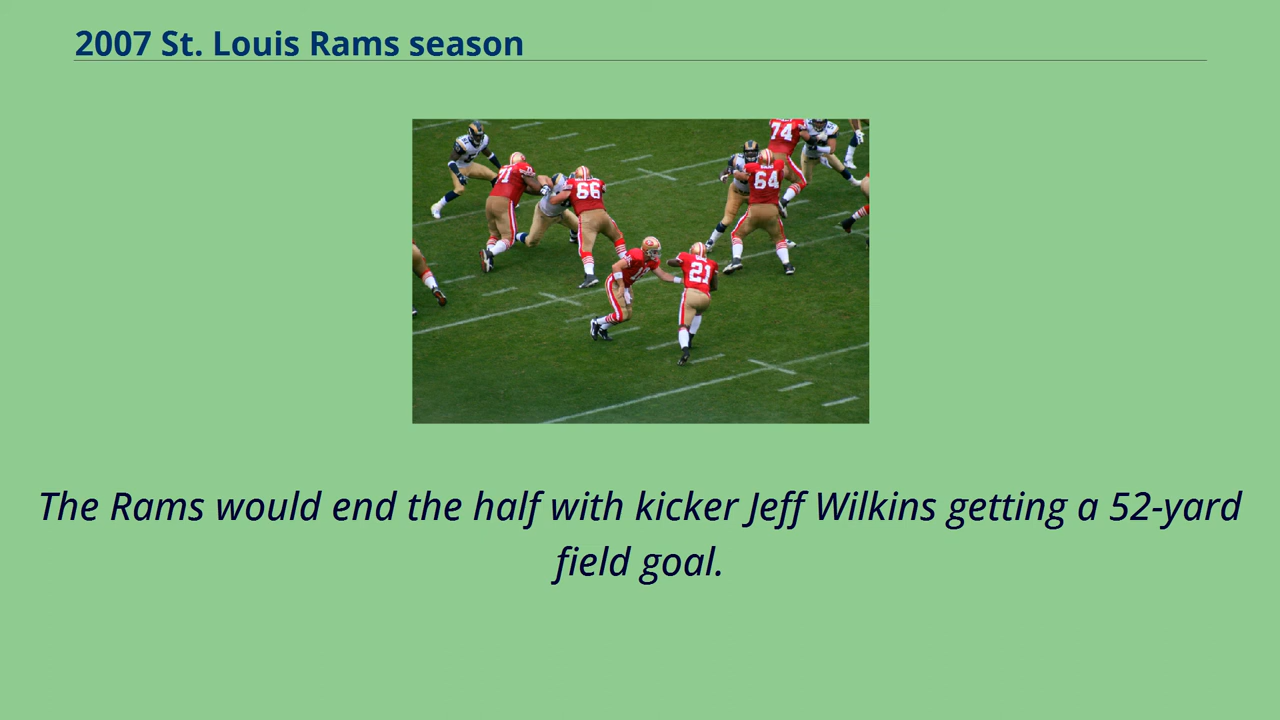 2007 St. Louis Rams season
74
71
66
64
21
The Rams would end the half with kicker Jeff Wilkins getting a 52-yard
field goal.